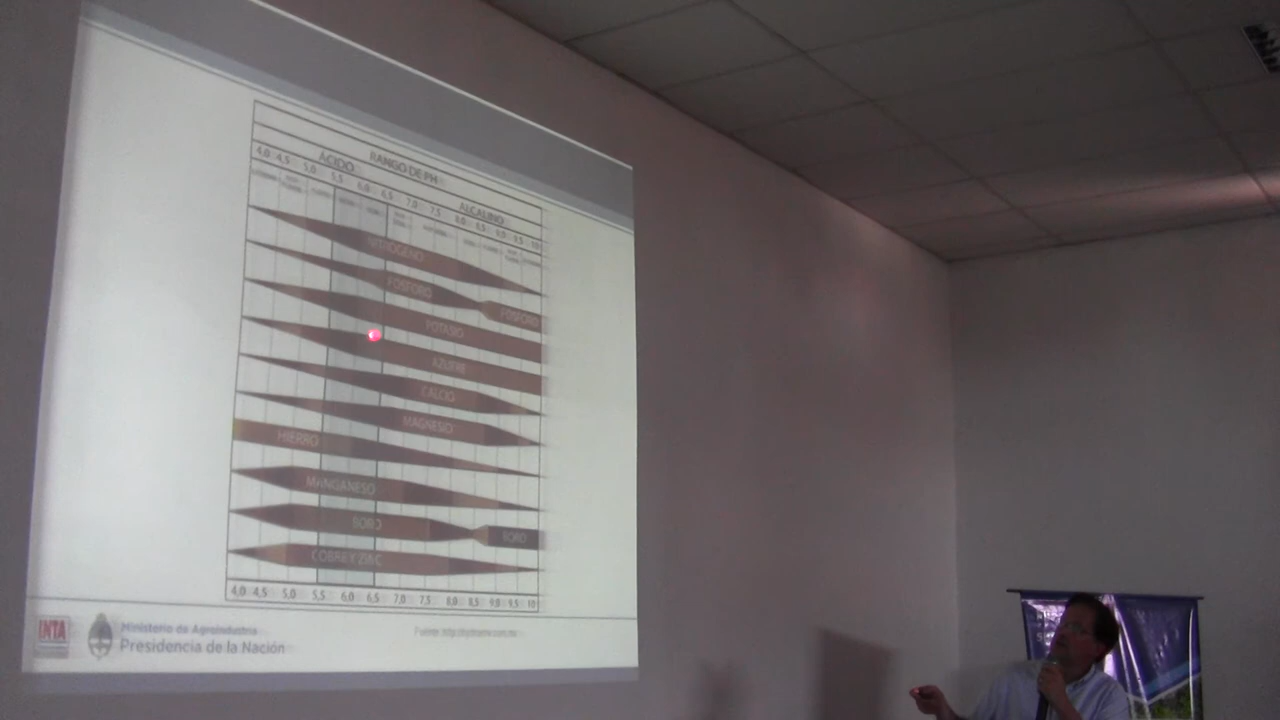 RANGO DE PH
ÁCIDO
ALCALINO
4.0 4.5 5.0 5.5 6.0 6.5 7.0 7.5 8.0 8.5 9.0 9.5 10
NITROGENO
FOSFORO
FOSFORO
POTASIO
AZUFRE
CALCIO
MAGNESIO
HIERRO
MANGANESO
BORO
BORO
COBRE Y ZINC
4.0 4.5 5.0 5.5 6.0 6.5 7.0 7.5 8.0 8.5 9.0 9.5 10
INTA
Ministerio de Agroindustria
Presidencia de la Nación